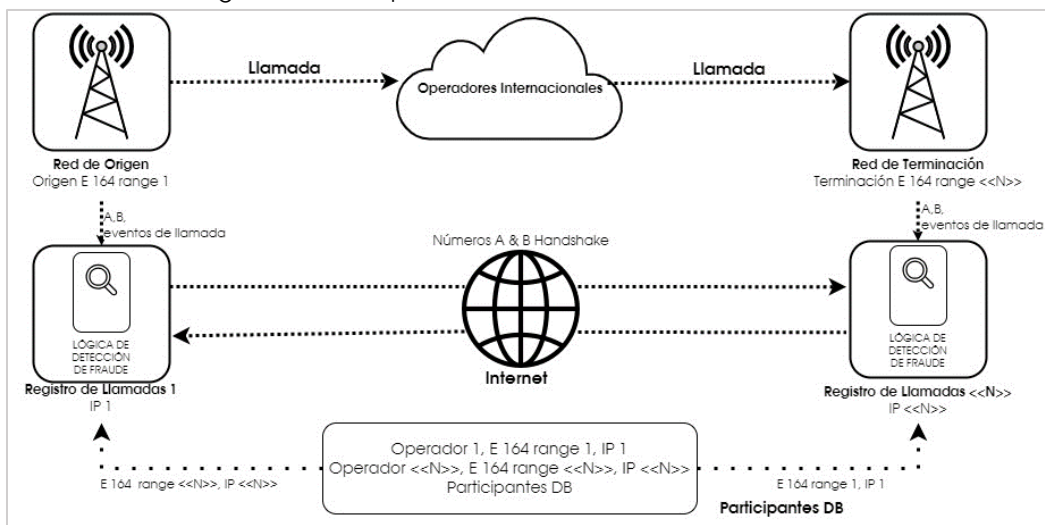 Llamada
Llamada
Operadores Internacionales
Red de Origen
Origen E 164 range 1
Red de Terminación
Terminación E 164 range <<N>>
A,B,
eventos de llamada
A,B,
eventos de llamada
Números A & B Handshake
LÓGICA DE
DETECCIÓN
DE FRAUDE
LÓGICA DE
DETECCIÓN
DE FRAUDE
Internet
Registro de Llamadas 1
IP 1
Registro de Llamadas <<N>>
IP <<N>>
Operador 1, E 164 range 1, IP 1
Operador <<N>>, E 164 range <<N>>, IP <<N>>
Participantes DB
E 164 range <<N>>, IP <<N>>
E 164 range 1, IP 1
Participantes DB